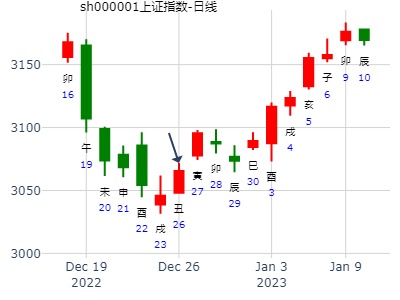 sh000001上证指数-日线
3150
3100
3050
3000
卯
16
午
19
未
20
申
21
酉
22
戌
23
丑
26
寅
27
卯
28
辰
29
巳
30
酉
3
戌
4
亥
5
子
6
卯
9
辰
10
Dec 19
2022
Dec 26
Jan 3
2023
Jan 9